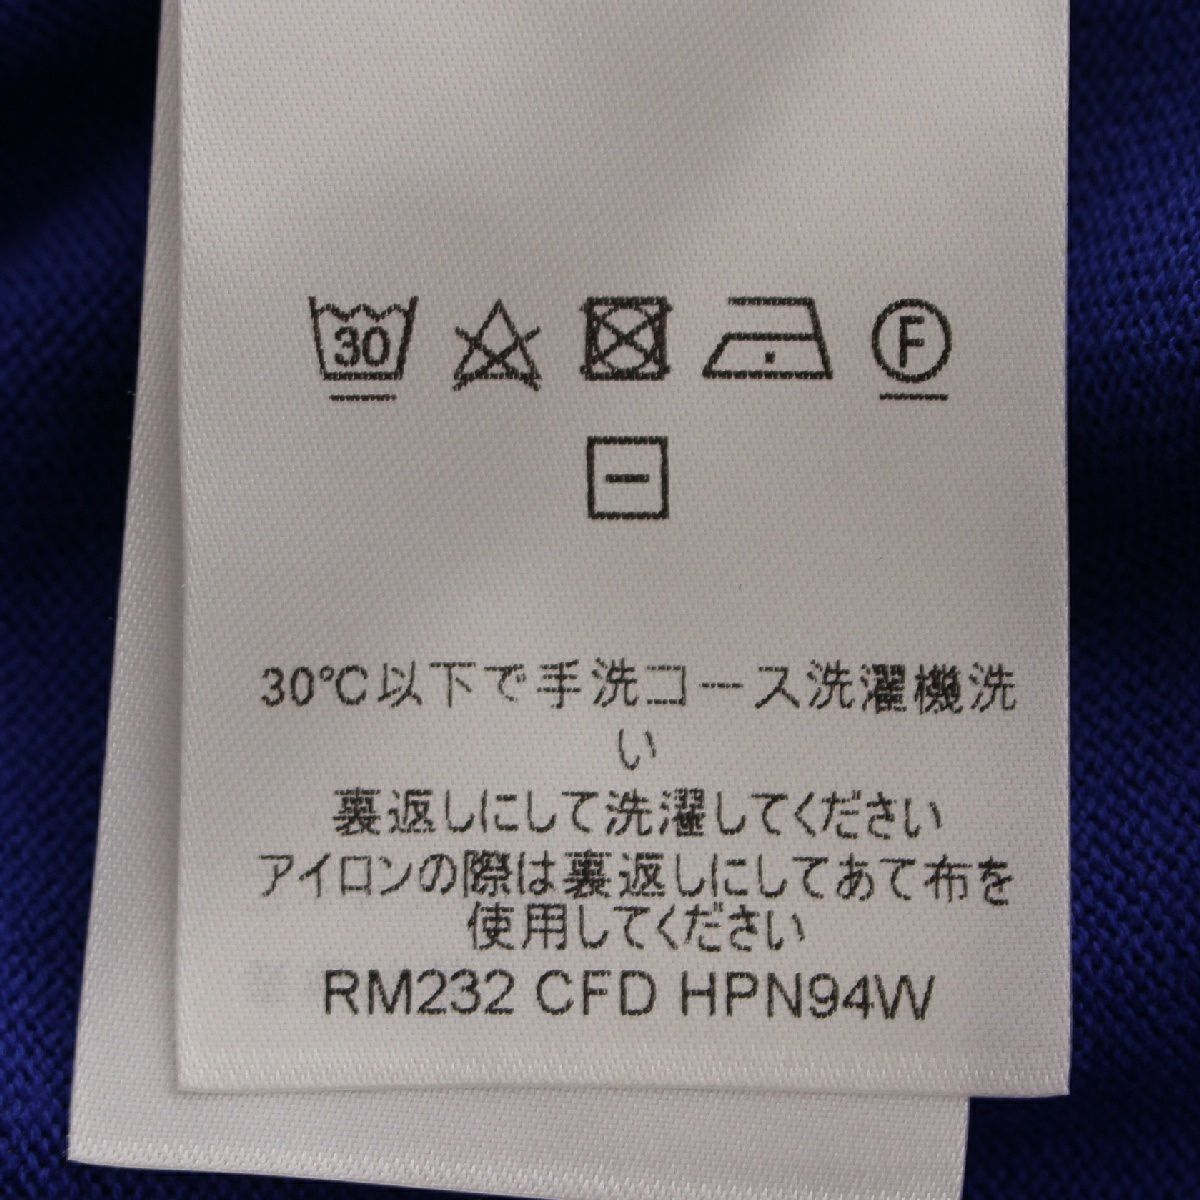 30
F
30℃以下で手洗コース洗濯機洗
い
裏返しにして洗濯してください
アイロンの際は裏返しにしてあて布を
使用してください
RM232 CFD HPN94W